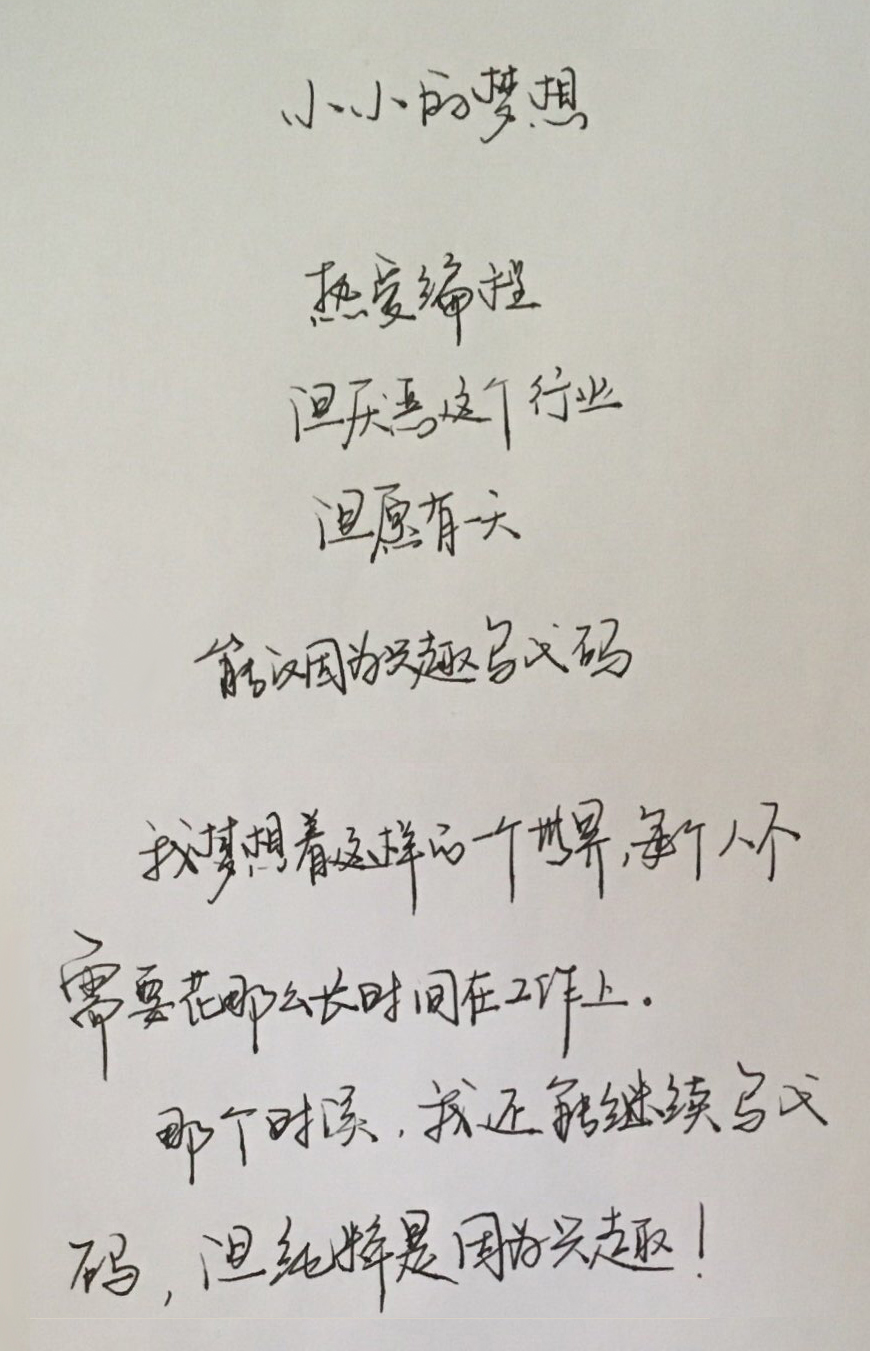 小小的梦想
热爱编程
但厌恶这个行业
但愿有一天
能仅因为兴趣写代码
我梦想着这样的一个世界,每个人不
需要花那么长时间在工作上.
那个时候,我还能继续写代
码,但纯粹是因为兴趣!